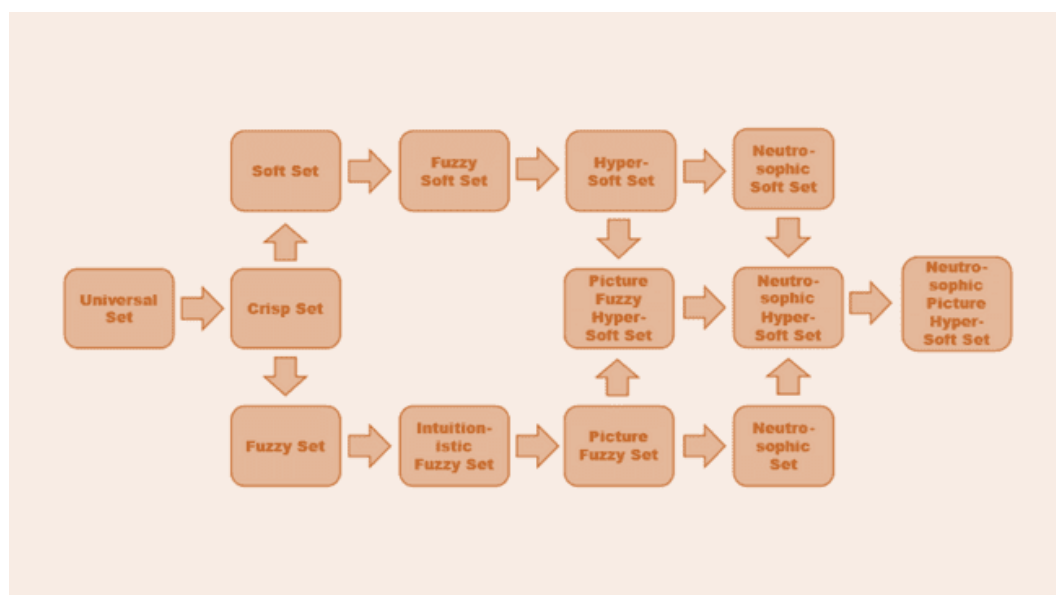 Soft Set
Fuzzy
Soft Set
Hyper-
Soft Set
Neutro-
sophic
Soft Set
Universal
Set
Crisp Set
Picture
Fuzzy
Hyper-
Soft Set
Neutro-
sophic
Hyper-
Soft Set
Neutro-
sophic
Picture
Hyper-
Soft Set
Fuzzy Set
Intuition-
istic
Fuzzy Set
Picture
Fuzzy Set
Neutro-
sophic
Set